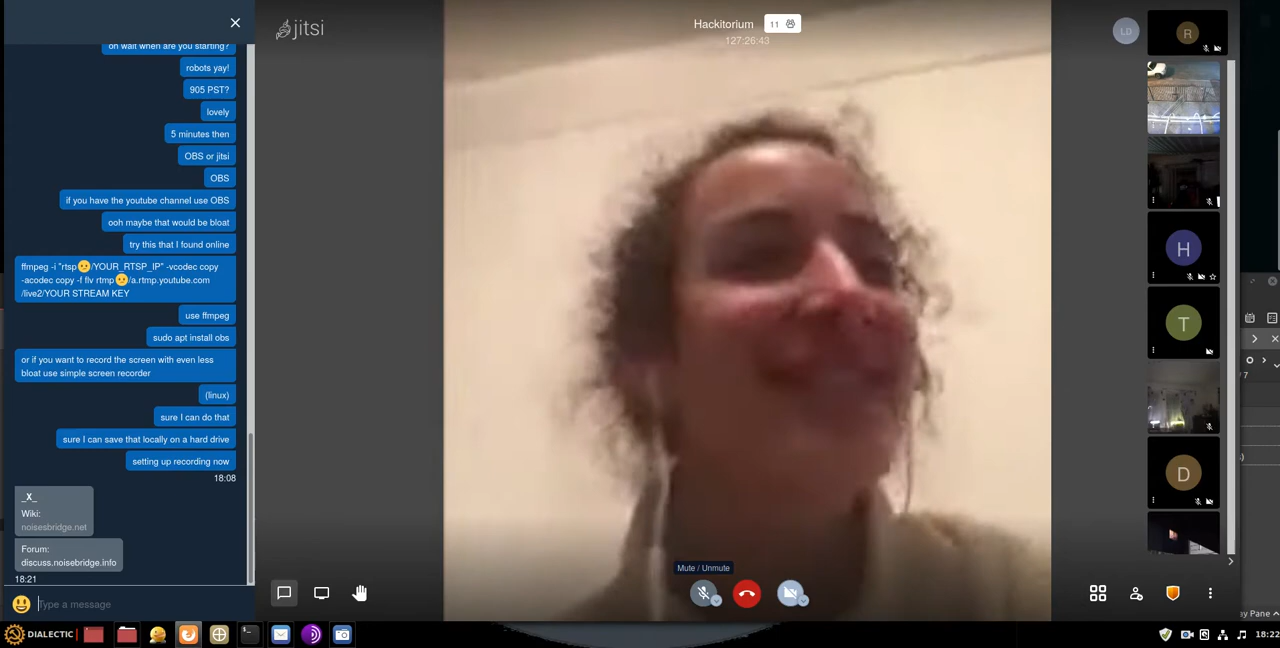 oh wait when are you starting?
robots yay!
905 PST?
lovely
5 minutes then
OBS or jitsi
OBS
if you have the youtube channel use OBS
ooh maybe that would be bloat
try this that I found online
ffmpeg -i "rtsp😕/YOUR_RTSP_IP" -vcodec copy
-acodec copy -f flv rtmp😕/a.rtmp.youtube.com
/live2/YOUR STREAM KEY
use ffmpeg
sudo apt install obs
or if you want to record the screen with even less
bloat use simple screen recorder
(linux)
sure I can do that
sure I can save that locally on a hard drive
setting up recording now
18:08
_X_
Wiki:
noisesbridge.net
Forum:
discuss.noisebridge.info
18:21
Type a message
jitsi
Hackitorium 11
127:26:43
LD
R
H
T
D
Mute / Unmute
/7
ay Pane
DIALECTIC
18:22